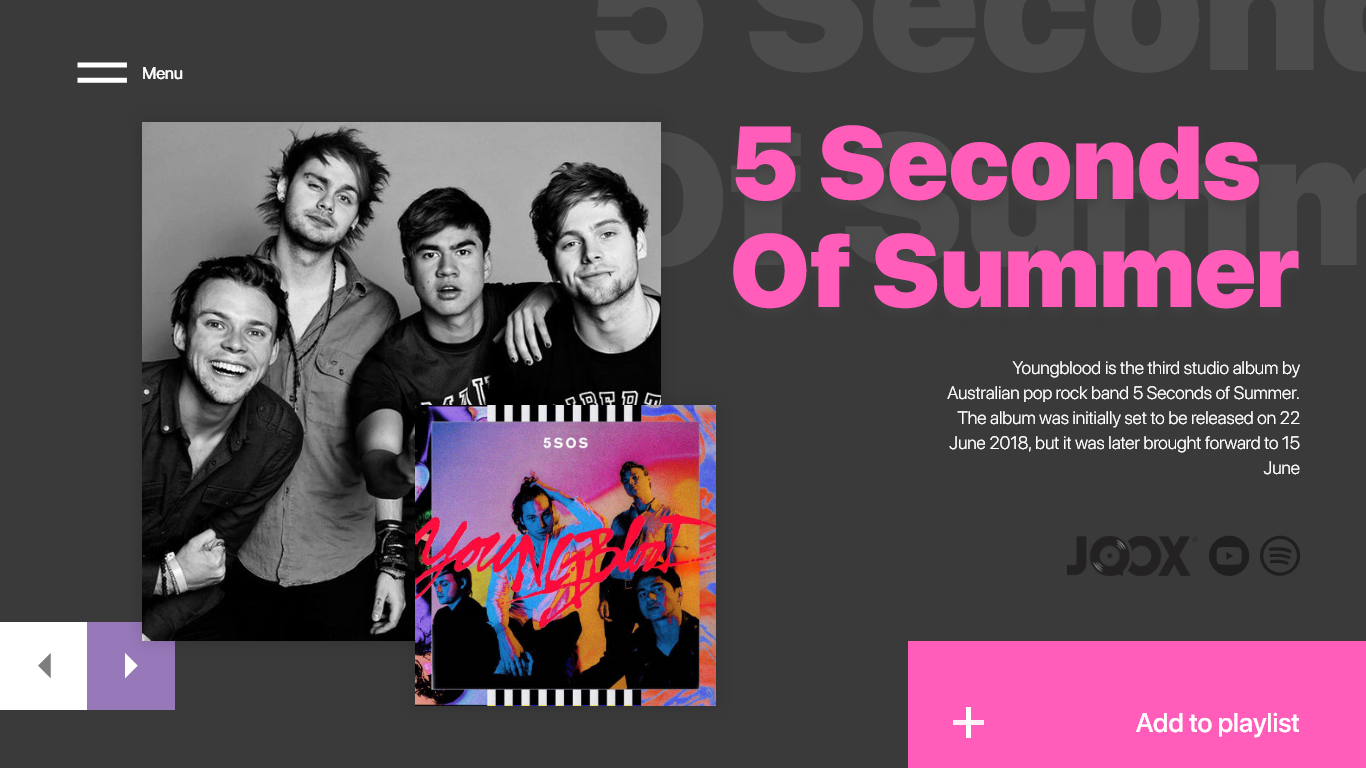 5 Second
Of Summ
Menu
5 Seconds
Of Summer
Youngblood is the third studio album by
Australian pop rock band 5 Seconds of Summer.
The album was initially set to be released on 22
June 2018, but it was later brought forward to 15
June
5SOS
YOUNGBlooD
JOOX
Add to playlist